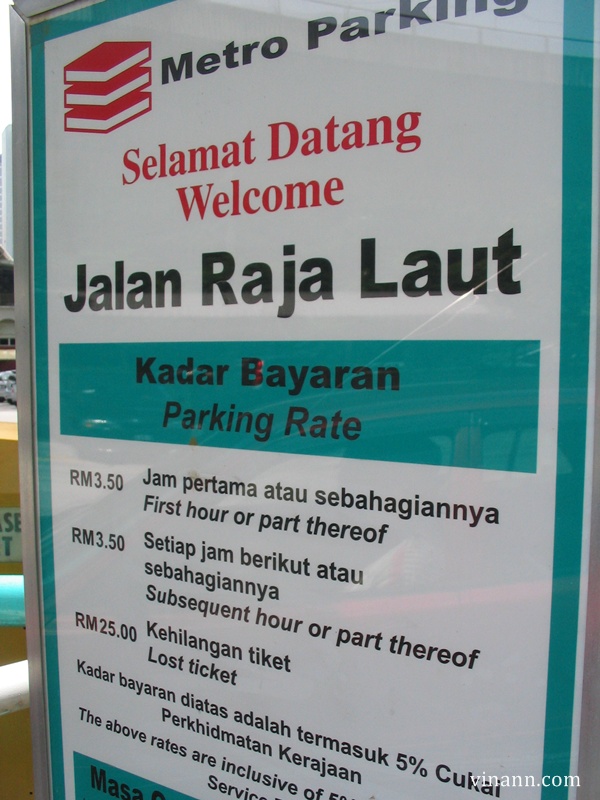 Metro Parking
Selamat Datang
Welcome
Jalan Raja Laut
Kadar Bayaran
Parking Rate
RM3.50 Jam pertama atau sebahagiannya
First hour or part thereof
RM3.50 Setiap jam berikut atau
sebahagiannya
Subsequent hour or part thereof
RM25.00 Kehilangan tiket
Lost ticket
Kadar bayaran diatas adalah termasuk 5% Cukai
Perkhidmatan Kerajaan
The above rates are inclusive of 5%
Service
Masa
vinann.com